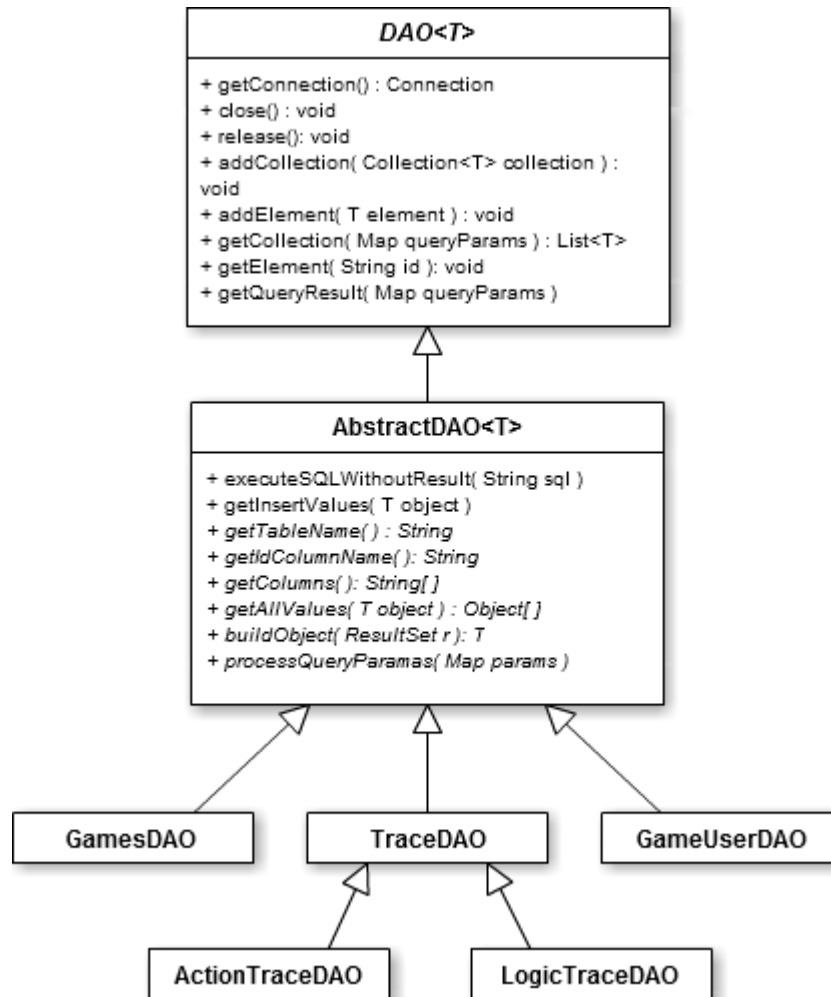 DAO<T>
+ getConnection() : Connection
+ close() : void
+ release(): void
+ addCollection( Collection<T> collection ) :
void
+ addElement( T element ) : void
+ getCollection( Map queryParams ) : List<T>
+ getElement( String id ): void
+ getQueryResult( Map queryParams )
AbstractDAO<T>
+ executeSQLWithoutResult( String sql )
+ getInsertValues( T object )
+ getTableName( ) : String
+ getIdColumnName( ): String
+ getColumns( ): String[ ]
+ getAllValues( T object ) : Object[ ]
+ buildObject( ResultSet r ): T
+ processQueryParamas( Map params )
GamesDAO
TraceDAO
GameUserDAO
ActionTraceDAO
LogicTraceDAO